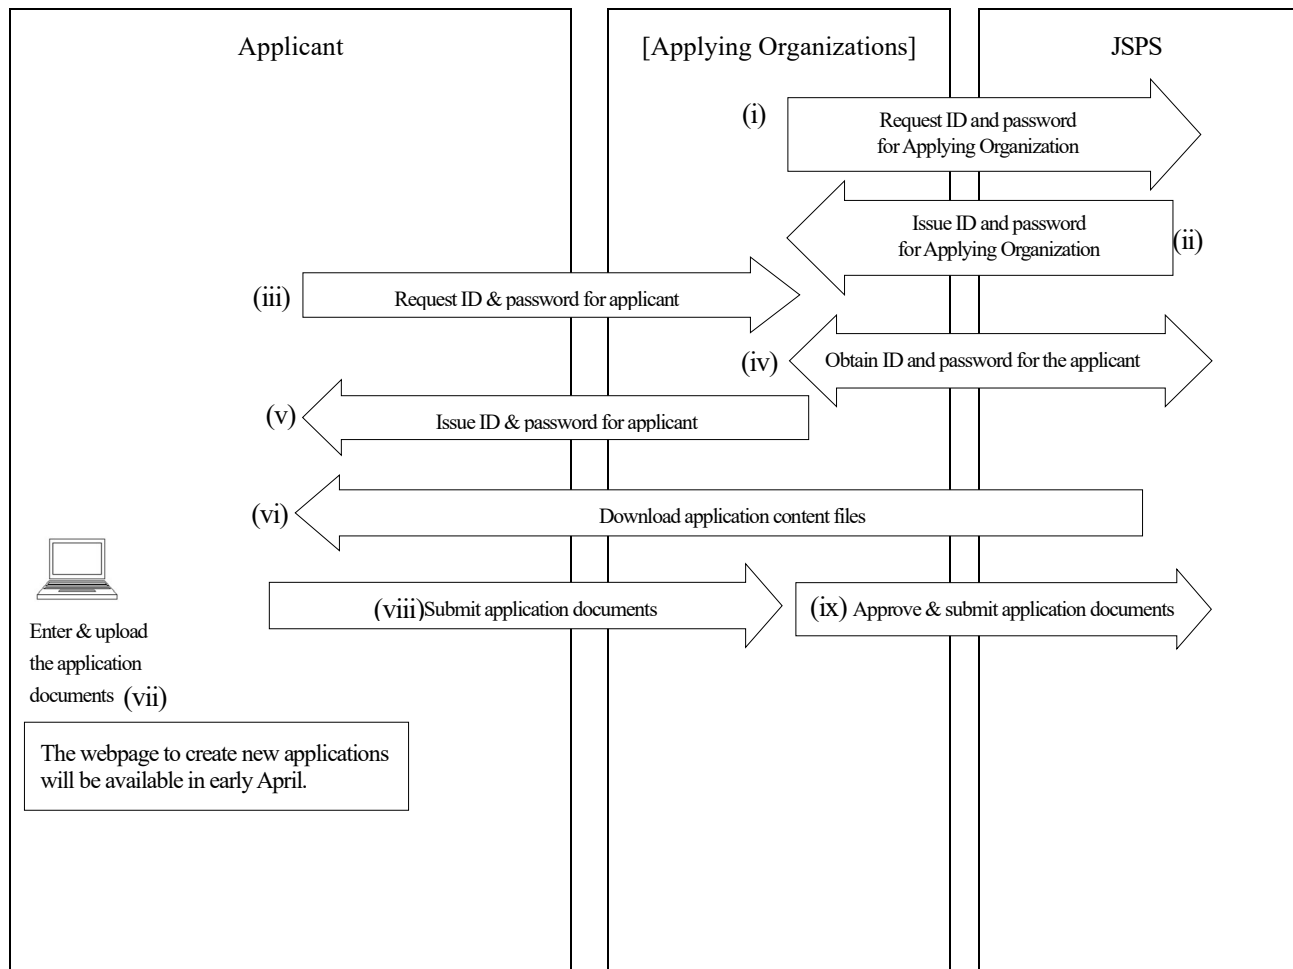 Applicant
[Applying Organizations]
JSPS
(i)
Request ID and password
for Applying Organization
Issue ID and password
for Applying Organization
(ii)
(iii)
Request ID & password for applicant
(iv)
Obtain ID and password for the applicant
(v)
Issue ID & password for applicant
(vi)
Download application content files
(viii) Submit application documents
(ix) Approve & submit application documents
Enter & upload
the application
documents (vii)
The webpage to create new applications
will be available in early April.